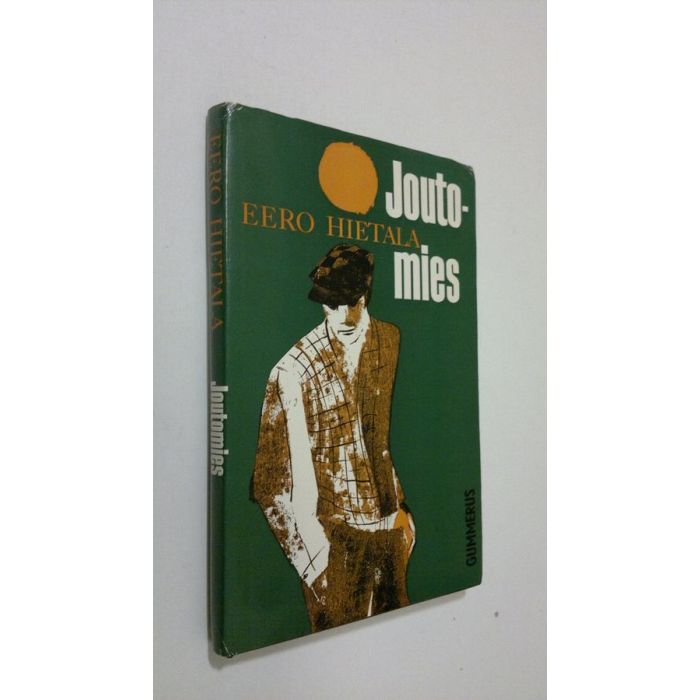 Jouto-
mies
EERO HIETALA
GUMMERUS
EERO HIETALA
Joutomies